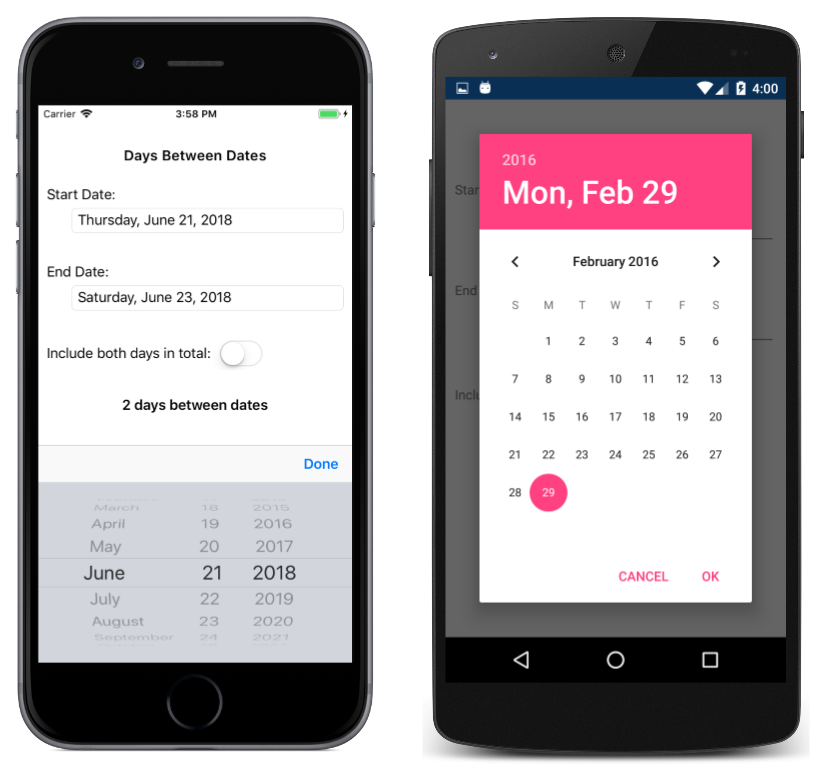 Carrier 3:58 PM
Days Between Dates
Start Date:
Thursday, June 21, 2018
End Date:
Saturday, June 23, 2018
Include both days in total:
2 days between dates
Done
March 18 2015
April 19 2016
May 20 2017
June 21 2018
July 22 2019
August 23 2020
September 24 2021
4:00
Star
End
Inclu
2016
Mon, Feb 29
February 2016
S M T W T F S
1 2 3 4 5 6
7 8 9 10 11 12 13
14 15 16 17 18 19 20
21 22 23 24 25 26 27
28 29
CANCEL OK